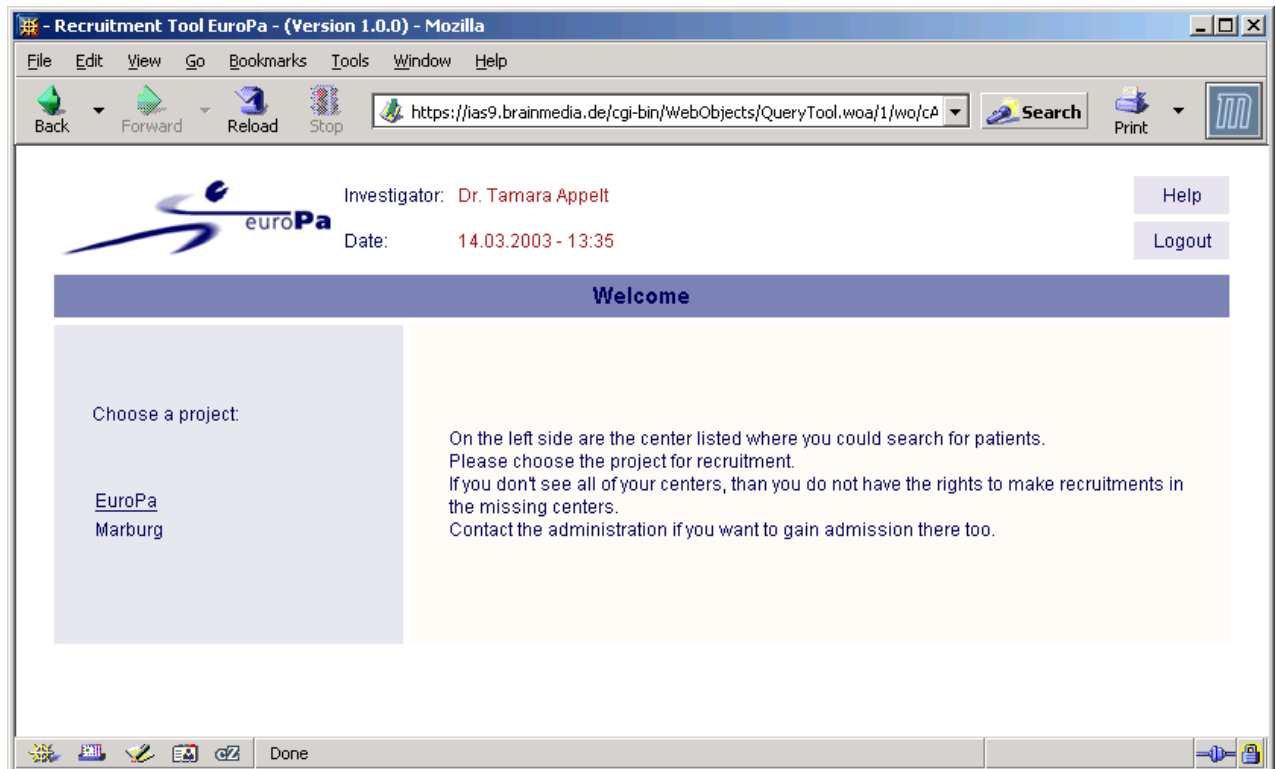 - Recruitment Tool EuroPa - (Version 1.0.0) - Mozilla
File Edit View Go Bookmarks Tools Window Help
Back Forward Reload Stop https://ias9.brainmedia.de/cgi-bin/WebObjects/QueryTool.woa/1/wo/cA Search Print
euroPa
Investigator: Dr. Tamara Appelt
Help
Date: 14.03.2003 - 13:35
Logout
Welcome
Choose a project:
EuroPa
Marburg
On the left side are the center listed where you could search for patients.
Please choose the project for recruitment.
If you don't see all of your centers, than you do not have the rights to make recruitments in
the missing centers.
Contact the administration if you want to gain admission there too.
Done